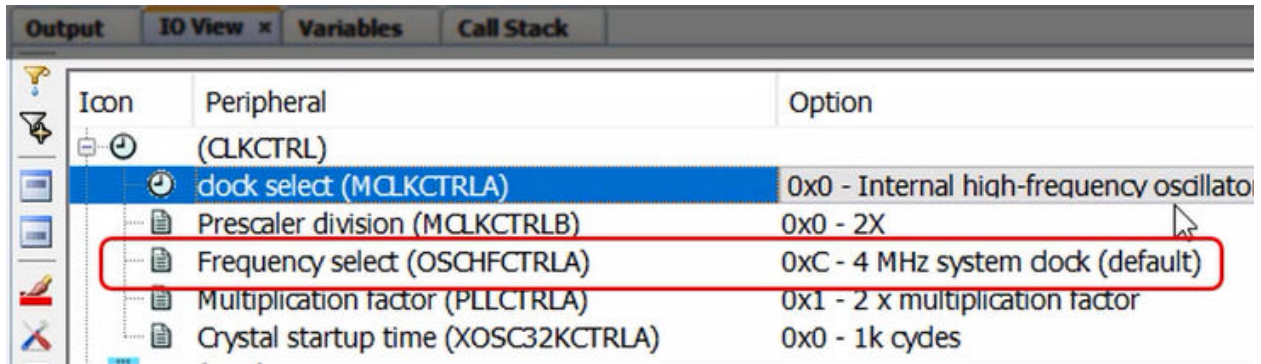 Output IO View × Variables Call Stack
Icon Peripheral Option
(CLKCTRL)
clock select (MCLKCTRLA) 0x0 - Internal high-frequency oscillator
Prescaler division (MCLKCTRLB) 0x0 - 2X
Frequency select (OSCHFCTRLA) 0xC - 4 MHz system clock (default)
Multiplication factor (PLLCTRLA) 0x1 - 2 x multiplication factor
Crystal startup time (XOSC32KCTRLA) 0x0 - 1k cycles